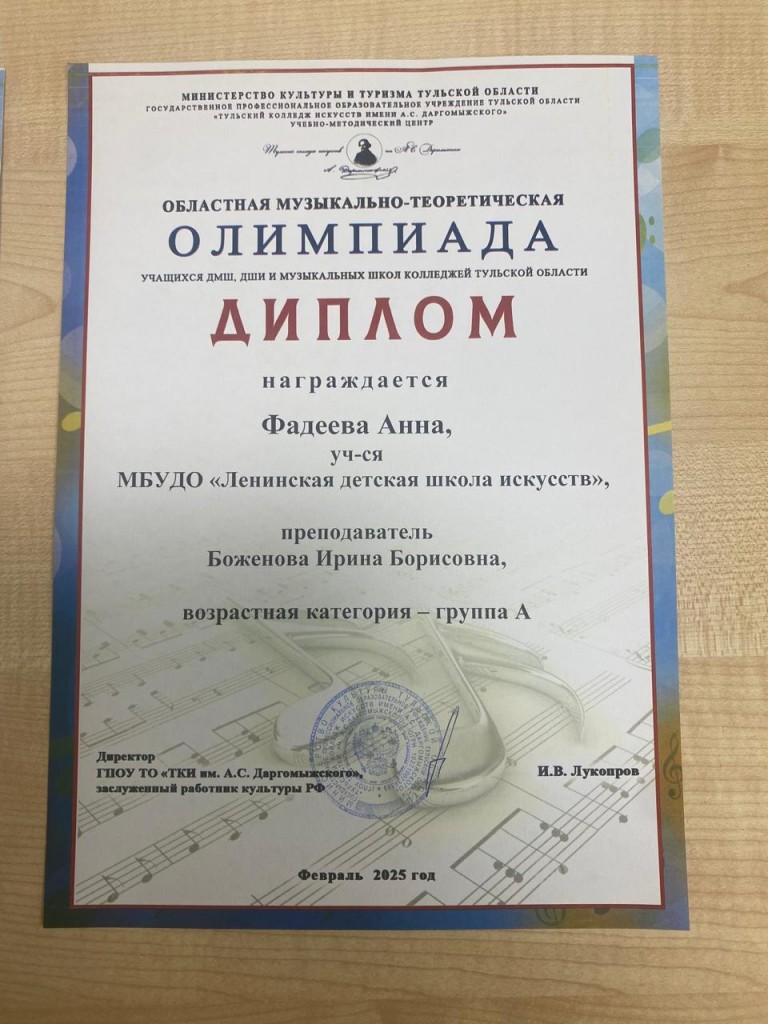 МИНИСТЕРСТВО КУЛЬТУРЫ И ТУРИЗМА ТУЛЬСКОЙ ОБЛАСТИ
ГОСУДАРСТВЕННОЕ ПРОФЕССИОНАЛЬНОЕ ОБРАЗОВАТЕЛЬНОЕ УЧРЕЖДЕНИЕ ТУЛЬСКОЙ ОБЛАСТИ
«ТУЛЬСКИЙ КОЛЛЕДЖ ИСКУССТВ ИМЕНИ А.С. ДАРГОМЫЖСКОГО»
УЧЕБНО-МЕТОДИЧЕСКИЙ ЦЕНТР
ОБЛАСТНАЯ МУЗЫКАЛЬНО-ТЕОРЕТИЧЕСКАЯ
ОЛИМПИАДА
УЧАЩИХСЯ ДМШ, ДШИ И МУЗЫКАЛЬНЫХ ШКОЛ КОЛЛЕДЖЕЙ ТУЛЬСКОЙ ОБЛАСТИ
ДИПЛОМ
награждается
Фадеева Анна,
уч-ся
МБУДО «Ленинская детская школа искусств»,
преподаватель
Боженова Ирина Борисовна,
возрастная категория – группа А
Директор
ГПОУ ТО «ТКИ им. А.С. Даргомыжского»,
заслуженный работник культуры РФ
И.В. Лукопров
Февраль 2025 год